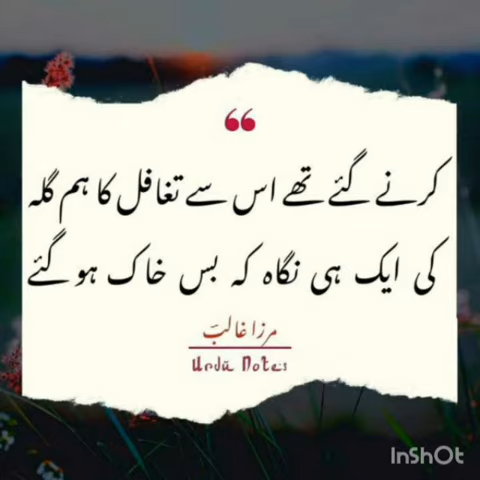 ❝
کرنے گئے تھے اس سے تغافل کا ہم گلہ
کی ایک ہی نگاہ کہ بس خاک ہو گئے
مرزا غالب
Urdu Notes
InShOt